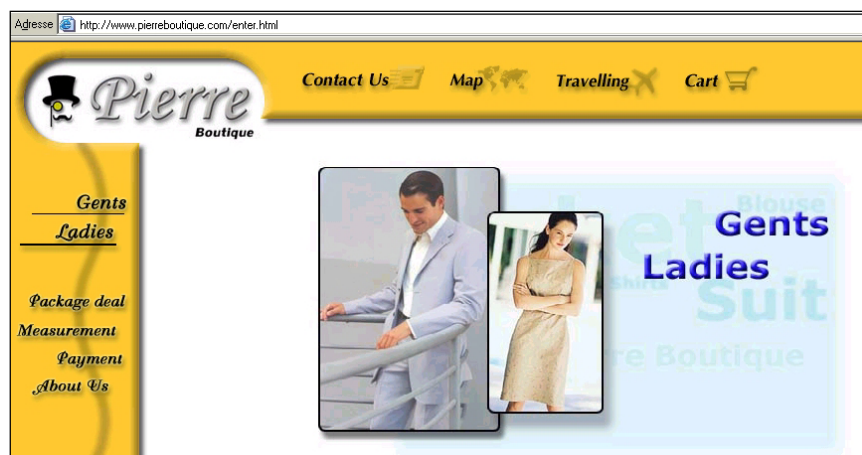 Adresse http://www.pierreboutique.com/enter.html
Contact Us Map Travelling Cart
Pierre
Boutique
Gents
Ladies
Package deal
Measurement
Payment
About Us
Blouse
Gents
Ladies
Shirts
Suit
re Boutique